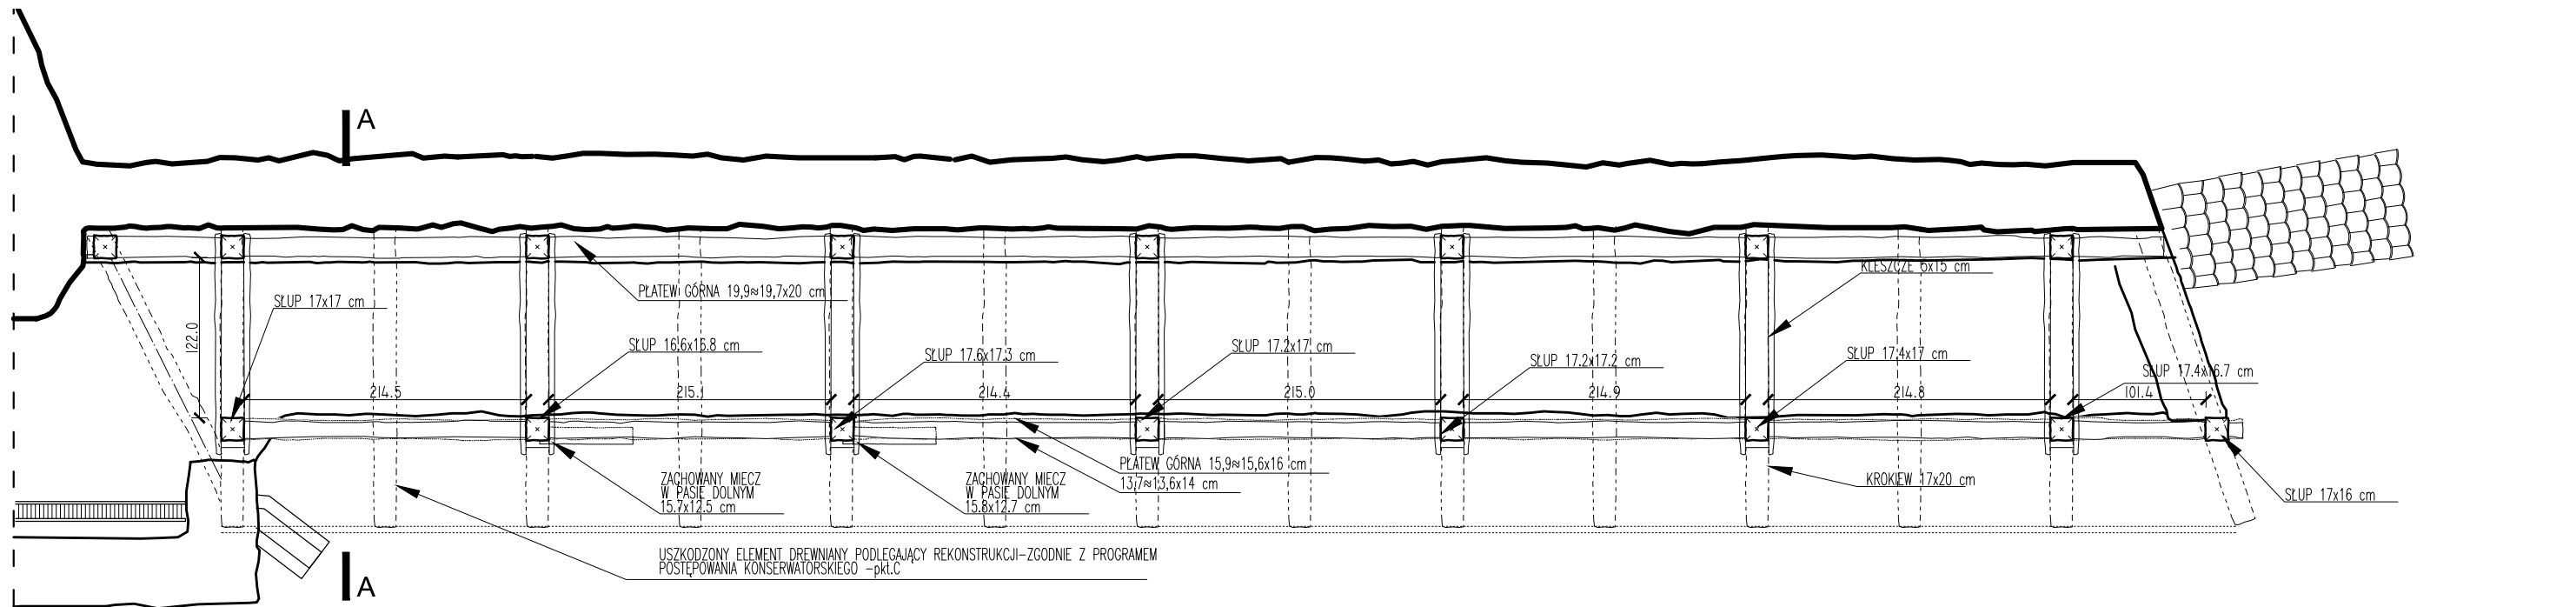 A
PŁATEW GÓRNA 19,9≈19,7x20 cm
KLESZCZE 6x15 cm
SŁUP 17x17 cm
122.0
SŁUP 16.6x16.8 cm
SŁUP 17.6x17.3 cm
SŁUP 17.2x17 cm
SŁUP 17.2x17.2 cm
SŁUP 17.4x17 cm
SŁUP 17.4x16.7 cm
214.5
215.1
214.4
215.0
214.9
214.8
101.4
PŁATEW GÓRNA 15,9≈15,6x16 cm
13,7≈13,6x14 cm
ZACHOWANY MIECZ
W PASIE DOLNYM
15.7x12.5 cm
ZACHOWANY MIECZ
W PASIE DOLNYM
15.8x12.7 cm
KROKIEW 17x20 cm
SŁUP 17x16 cm
USZKODZONY ELEMENT DREWNIANY PODLEGAJĄCY REKONSTRUKCJI-ZGODNIE Z PROGRAMEM
POSTĘPOWANIA KONSERWATORSKIEGO -pkt.C
A